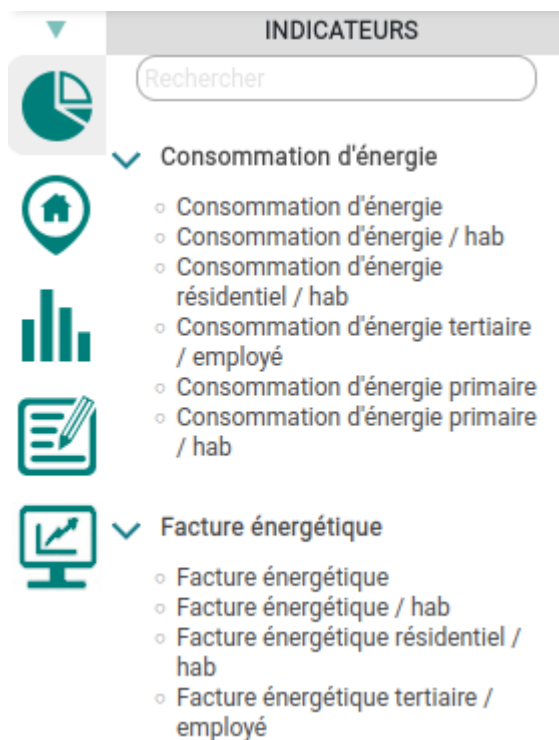 INDICATEURS
Rechercher
Consommation d'énergie
Consommation d'énergie
Consommation d'énergie / hab
Consommation d'énergie
résidentiel / hab
Consommation d'énergie tertiaire
/ employé
Consommation d'énergie primaire
Consommation d'énergie primaire
/ hab
Facture énergétique
Facture énergétique
Facture énergétique / hab
Facture énergétique résidentiel /
hab
Facture énergétique tertiaire /
employé